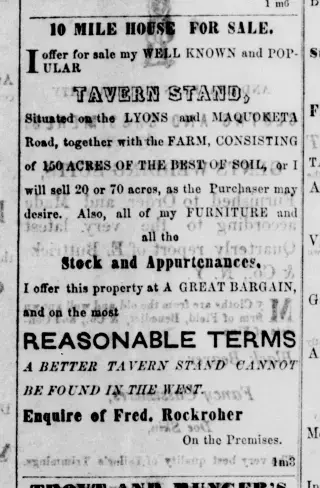 1 m6
10 MILE HOUSE FOR SALE.
I offer for sale my WELL KNOWN and POP-
ULAR
TAVERN STAND,
Situated on the LYONS and MAQUOKETA
Road, together with the FARM, CONSISTING
of 150 ACRES OF THE BEST OF SOIL, or I
will sell 20 or 70 acres, as the Purchaser may
desire. Also, all of my FURNITURE and
all the
Stock and Appurtenances.
I offer this property at A GREAT BARGAIN,
and on the most
REASONABLE TERMS
A BETTER TAVERN STAND CANNOT
BE FOUND IN THE WEST.
Enquire of Fred. Rockroher
On the Premises.
1m3